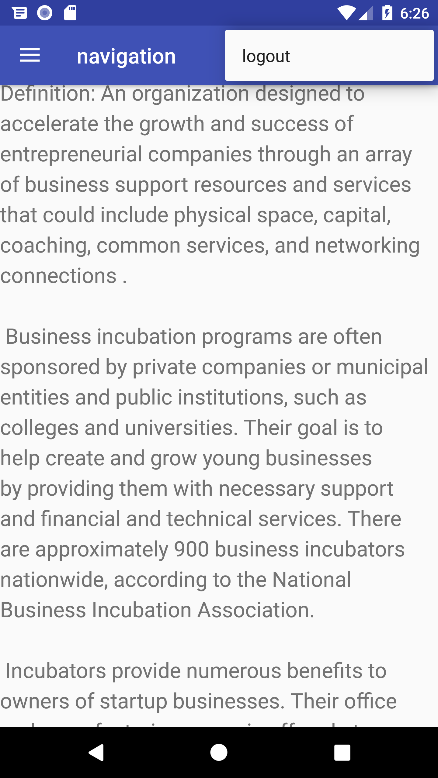 6:26
navigation
logout
Definition: An organization designed to
accelerate the growth and success of
entrepreneurial companies through an array
of business support resources and services
that could include physical space, capital,
coaching, common services, and networking
connections .
Business incubation programs are often
sponsored by private companies or municipal
entities and public institutions, such as
colleges and universities. Their goal is to
help create and grow young businesses
by providing them with necessary support
and financial and technical services. There
are approximately 900 business incubators
nationwide, according to the National
Business Incubation Association.
Incubators provide numerous benefits to
owners of startup businesses. Their office